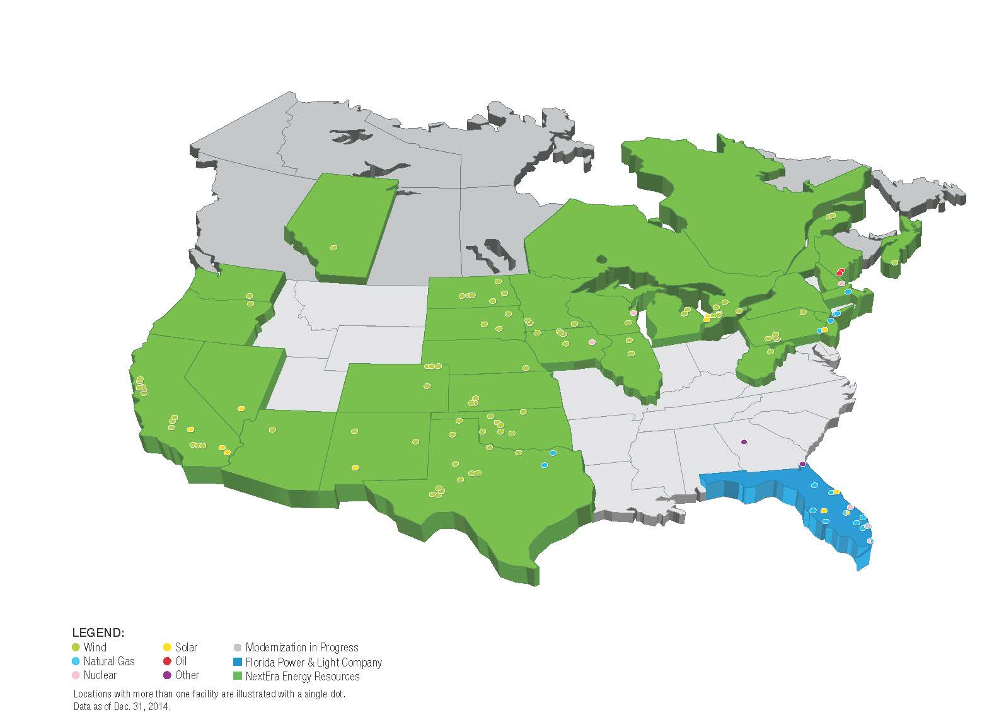 LEGEND:
Wind
Solar
Modernization in Progress
Natural Gas
Oil
Florida Power & Light Company
Nuclear
Other
NextEra Energy Resources
Locations with more than one facility are illustrated with a single dot.
Data as of Dec. 31, 2014.